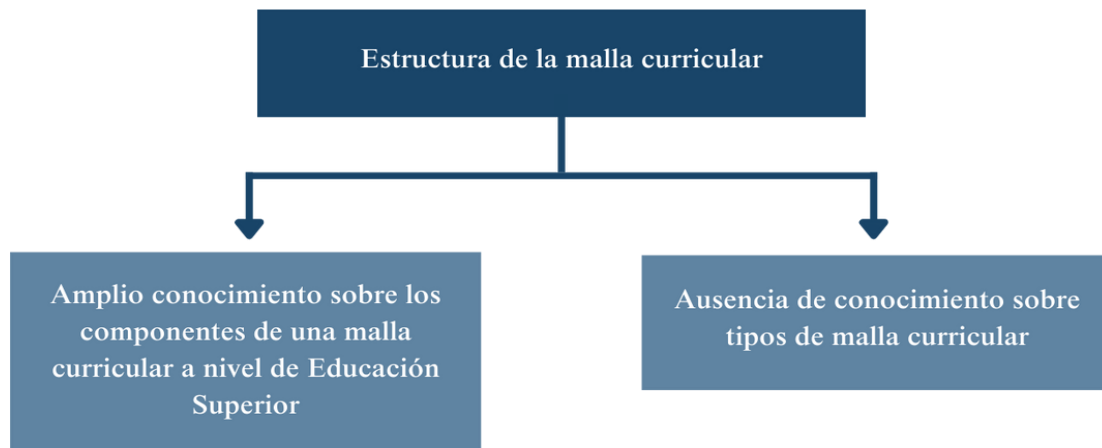 Estructura de la malla curricular
Amplio conocimiento sobre los
componentes de una malla
curricular a nivel de Educación
Superior
Ausencia de conocimiento sobre
tipos de malla curricular